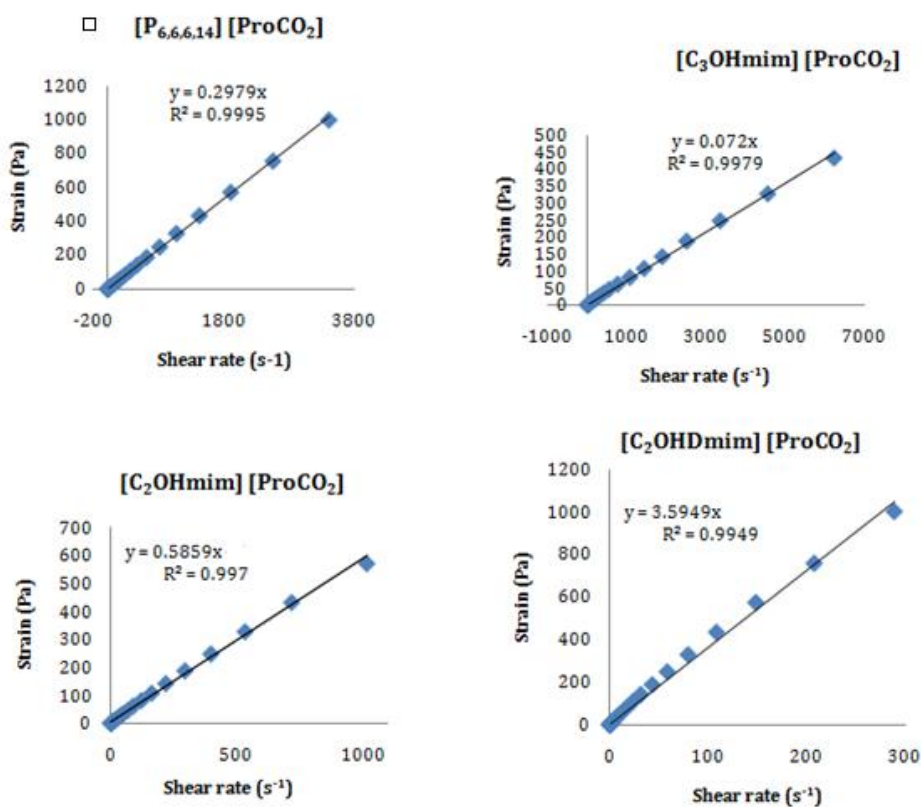 [P₆,₆,₆,₁₄] [ProCO₂]
y = 0.2979x
R² = 0.9995
1200
1000
800
600
400
200
0
-200 1800 3800
Strain (Pa)
Shear rate (s-1)
[C₃OHmim] [ProCO₂]
y = 0.072x
R² = 0.9979
500
450
400
350
300
250
200
150
100
50
0
-1000 1000 3000 5000 7000
Strain (Pa)
Shear rate (s⁻¹)
[C₂OHmim] [ProCO₂]
y = 0.5859x
R² = 0.997
700
600
500
400
300
200
100
0
0 500 1000
Strain (Pa)
Shear rate (s⁻¹)
[C₂OHDmim] [ProCO₂]
y = 3.5949x
R² = 0.9949
1200
1000
800
600
400
200
0
0 100 200 300
Strain (Pa)
Shear rate (s⁻¹)